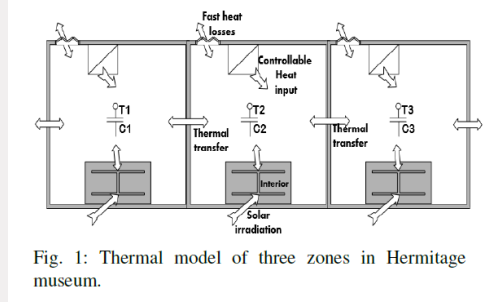 Fast heat
losses
Controllable
Heat
input
T1
C1
T2
C2
T3
C3
Thermal
transfer
Thermal
transfer
Interior
Solar
irradiation
Fig. 1: Thermal model of three zones in Hermitage
museum.